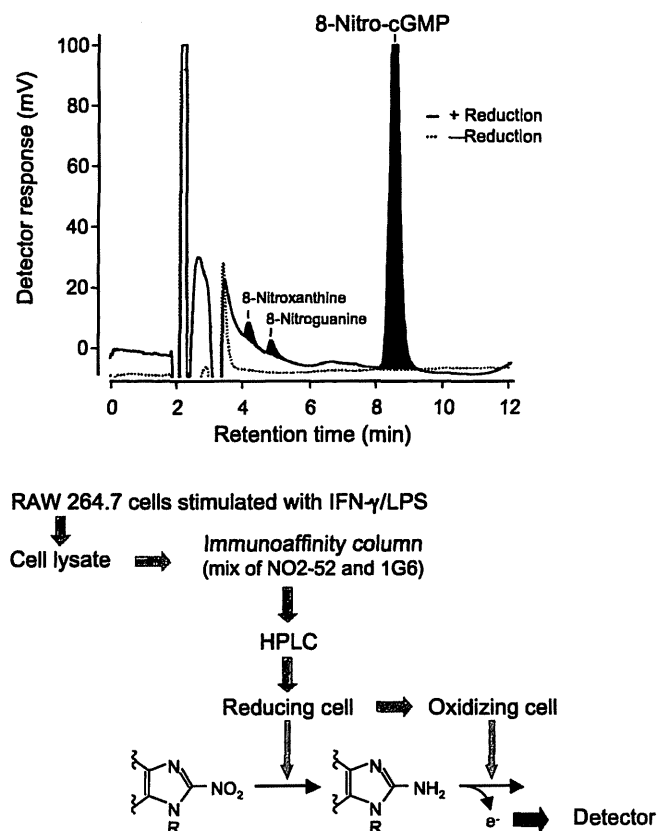 8-Nitro-cGMP
100
80
60
40
20
0
Detector response (mV)
+ Reduction
—Reduction
8-Nitroxanthine
8-Nitroguanine
0 2 4 6 8 10 12
Retention time (min)
RAW 264.7 cells stimulated with IFN-γ/LPS
Cell lysate
Immunoaffinity column
(mix of NO2-52 and 1G6)
HPLC
Reducing cell
Oxidizing cell
N
NO₂
N
R
N
NH₂
N
R
e-
Detector